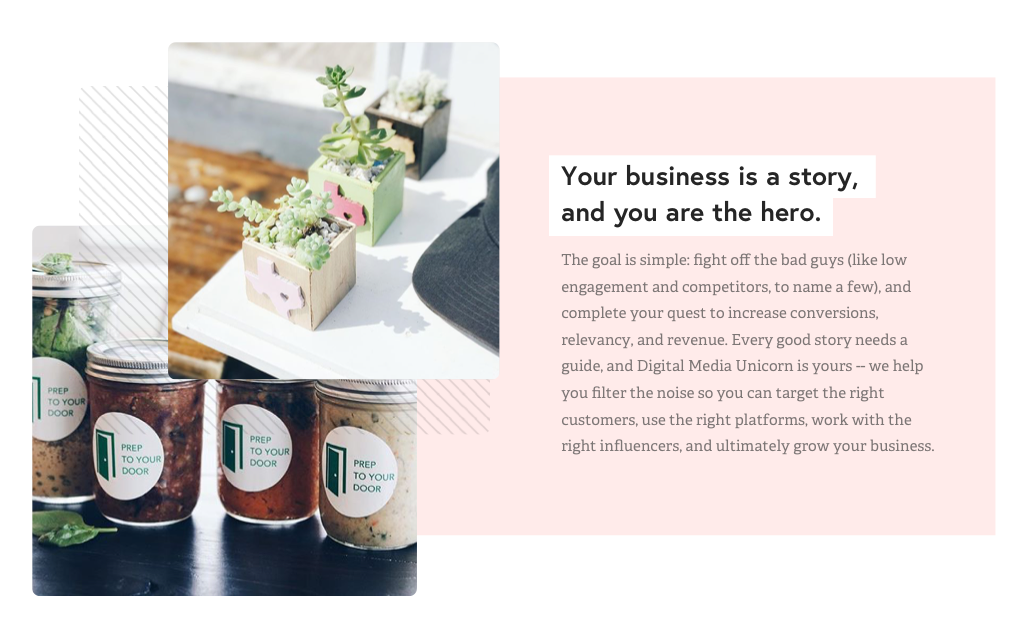 Your business is a story,
and you are the hero.
The goal is simple: fight off the bad guys (like low
engagement and competitors, to name a few), and
complete your quest to increase conversions,
relevancy, and revenue. Every good story needs a
guide, and Digital Media Unicorn is yours -- we help
you filter the noise so you can target the right
customers, use the right platforms, work with the
right influencers, and ultimately grow your business.
PREP
TO YOUR
DOOR
PREP
TO YOUR
DOOR
PREP
TO YOUR
DOOR
PREP
TO YOUR
DOOR